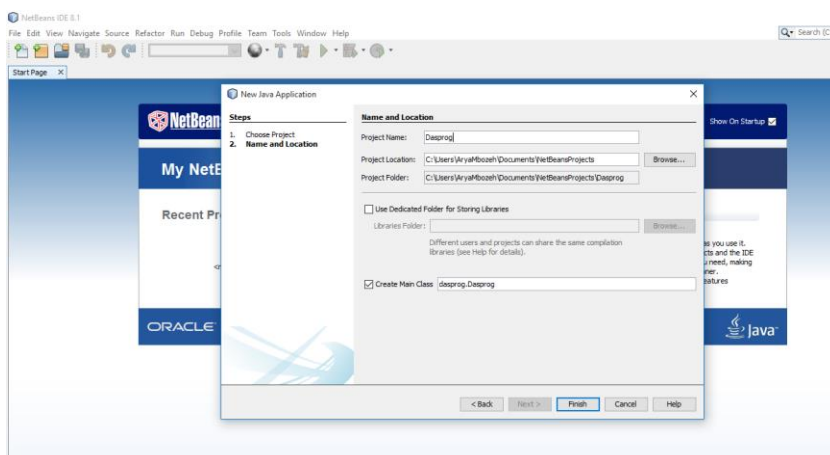 NetBeans IDE 8.1
File Edit View Navigate Source Refactor Run Debug Profile Team Tools Window Help
Search (C
Start Page
New Java Application
Steps
1. Choose Project
2. Name and Location
Name and Location
Project Name: Dasprog
Project Location: C:\Users\AryaMbozeh\Documents\NetBeansProjects Browse...
Project Folder: C:\Users\AryaMbozeh\Documents\NetBeansProjects\Dasprog
Use Dedicated Folder for Storing Libraries
Libraries Folder: Browse...
Different users and projects can share the same compilation
libraries (see Help for details).
Create Main Class dasprog.Dasprog
< Back Next > Finish Cancel Help
NetBean
Show On Startup
My NetB
Recent Pr
as you use it.
cts and the IDE
u need, making
ner.
eatures
ORACLE
Java